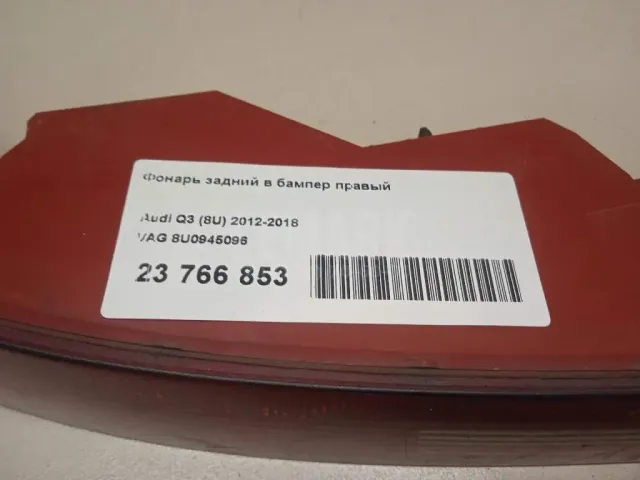 Фонарь задний в бампер правый
Audi Q3 (8U) 2012-2018
VAG 8U0945096
23 766 853